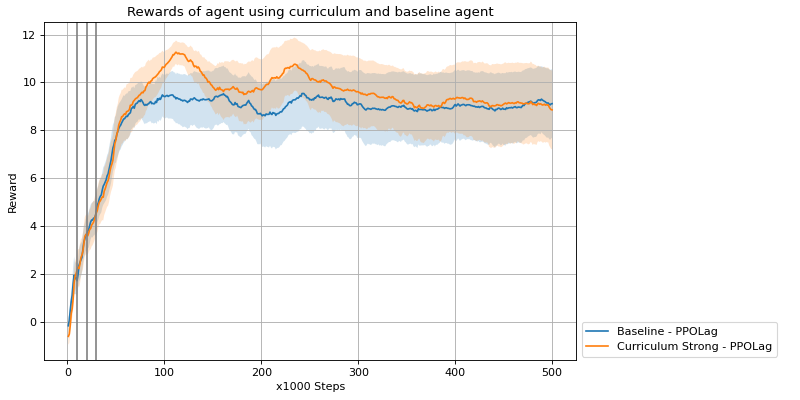 Rewards of agent using curriculum and baseline agent
12
10
8
6
4
2
0
Reward
0 100 200 300 400 500
x1000 Steps
Baseline - PPOLag
Curriculum Strong - PPOLag